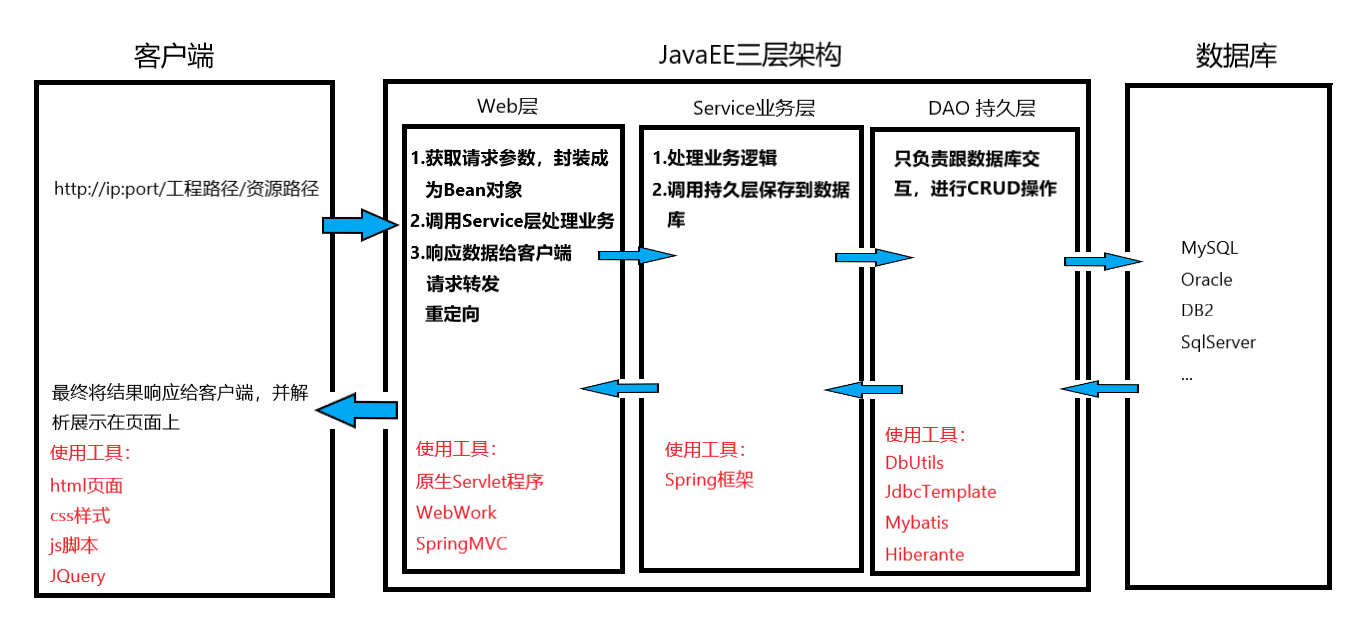 客户端
http://ip:port/工程路径/资源路径
最终将结果响应给客户端，并解
析展示在页面上
使用工具：
html页面
css样式
js脚本
JQuery
JavaEE三层架构
Web层
1.获取请求参数，封装成
为Bean对象
2.调用Service层处理业务
3.响应数据给客户端
请求转发
重定向
使用工具：
原生Servlet程序
WebWork
SpringMVC
Service业务层
1.处理业务逻辑
2.调用持久层保存到数据
库
使用工具：
Spring框架
DAO 持久层
只负责跟数据库交
互，进行CRUD操作
使用工具：
DbUtils
JdbcTemplate
Mybatis
Hiberante
数据库
MySQL
Oracle
DB2
SqlServer
...